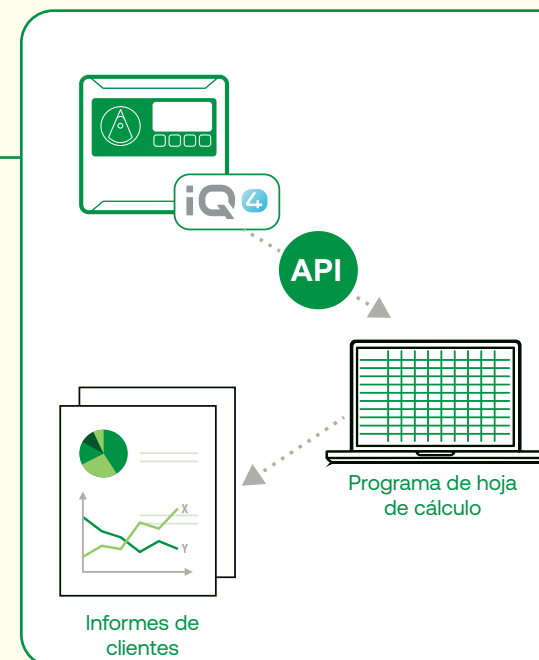 iQ4
API
Programa de hoja
de cálculo
X
Y
Informes de
clientes